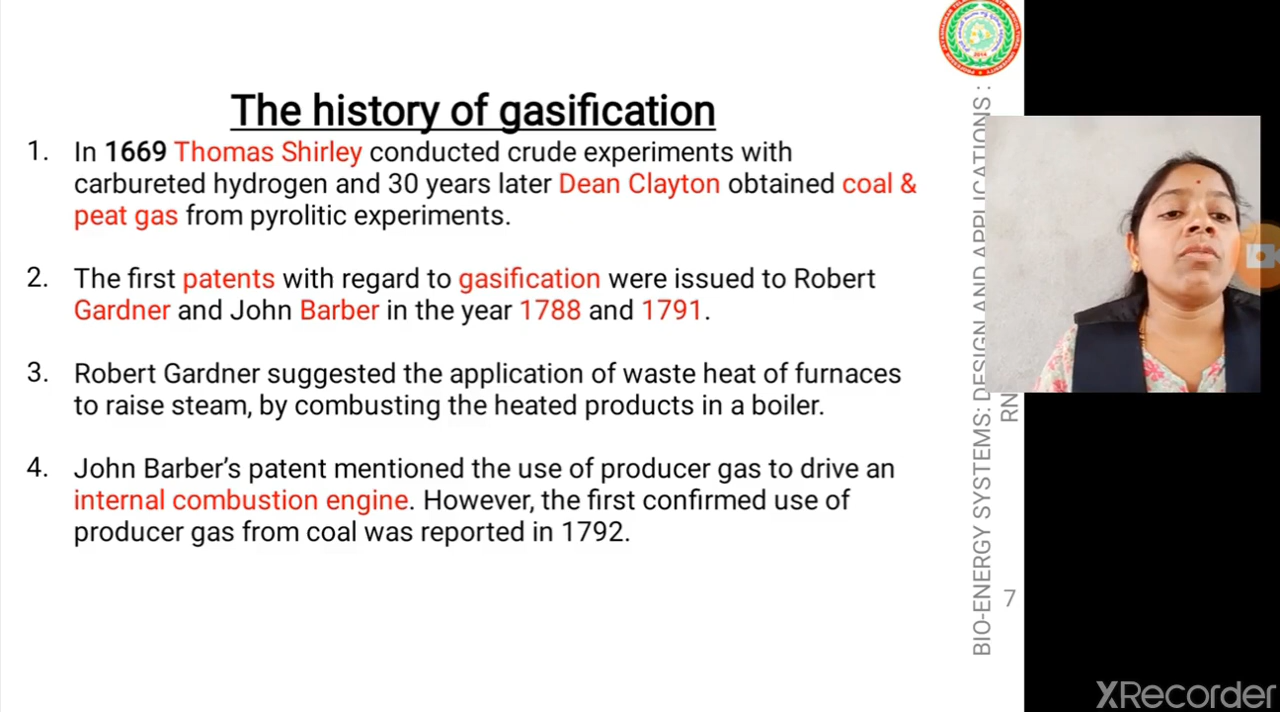 The history of gasification
1. In 1669 Thomas Shirley conducted crude experiments with
carbureted hydrogen and 30 years later Dean Clayton obtained coal &
peat gas from pyrolitic experiments.
2. The first patents with regard to gasification were issued to Robert
Gardner and John Barber in the year 1788 and 1791.
3. Robert Gardner suggested the application of waste heat of furnaces
to raise steam, by combusting the heated products in a boiler.
4. John Barber’s patent mentioned the use of producer gas to drive an
internal combustion engine. However, the first confirmed use of
producer gas from coal was reported in 1792.
BIO-ENERGY SYSTEMS: DESIGN AND APPLICATIONS :
RN
7
XRecorder